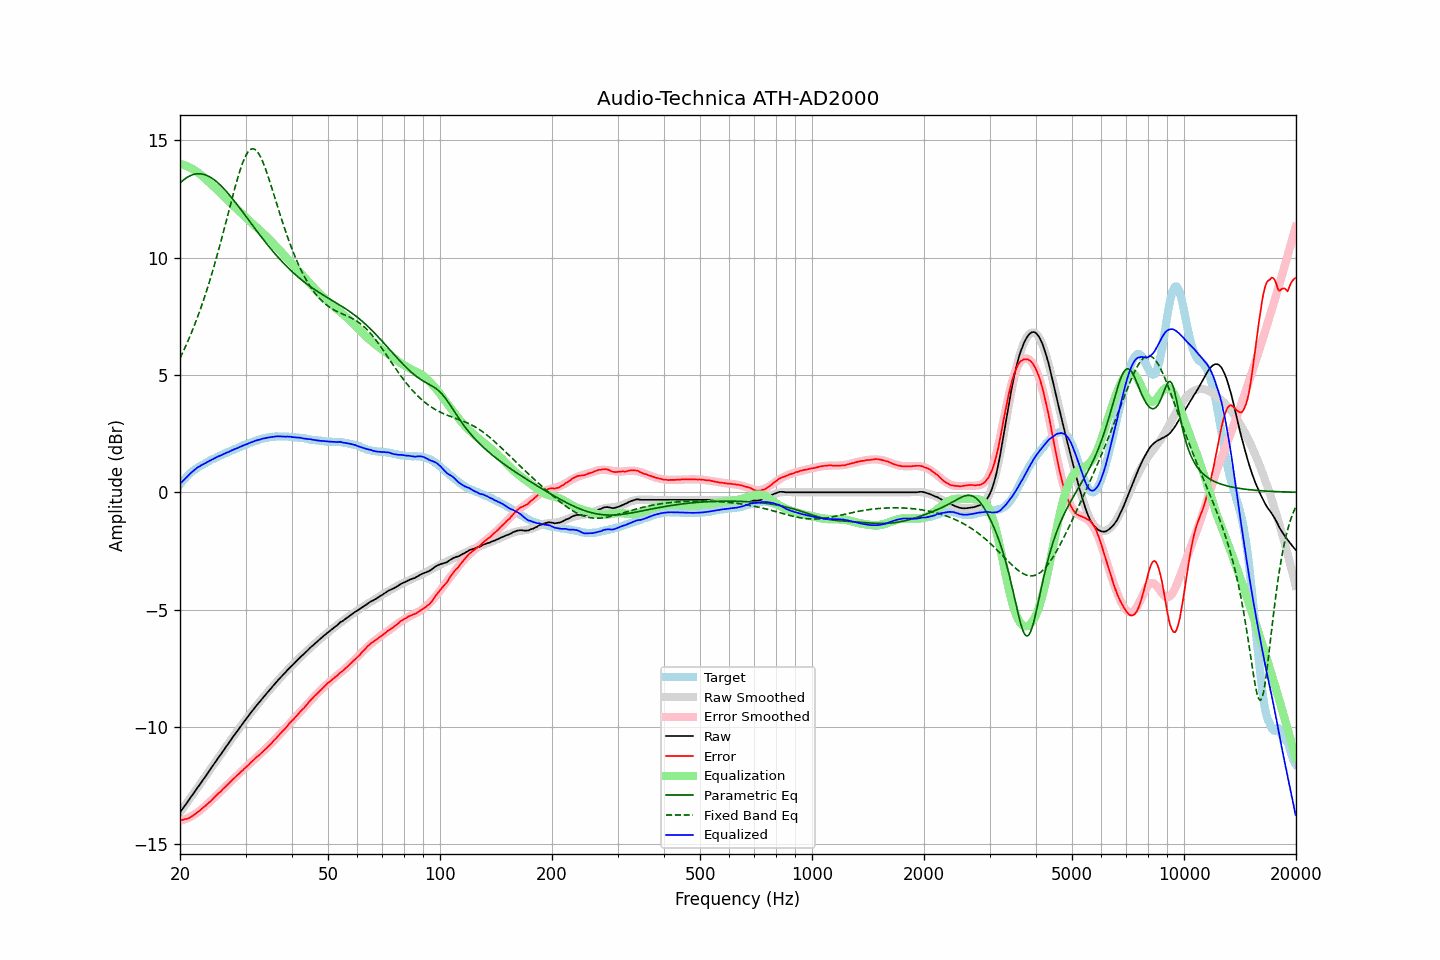 Audio-Technica ATH-AD2000
Amplitude (dBr)
15
10
5
0
−5
−10
−15
Target
Raw Smoothed
Error Smoothed
Raw
Error
Equalization
Parametric Eq
Fixed Band Eq
Equalized
20 50 100 200 500 1000 2000 5000 10000 20000
Frequency (Hz)